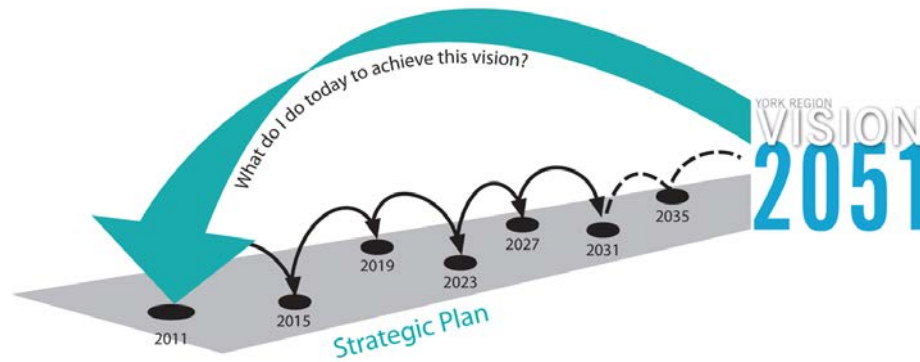 What do I do today to achieve this vision?
YORK REGION
VISION
2051
2035
2031
2027
2023
2019
2015
2011
Strategic Plan